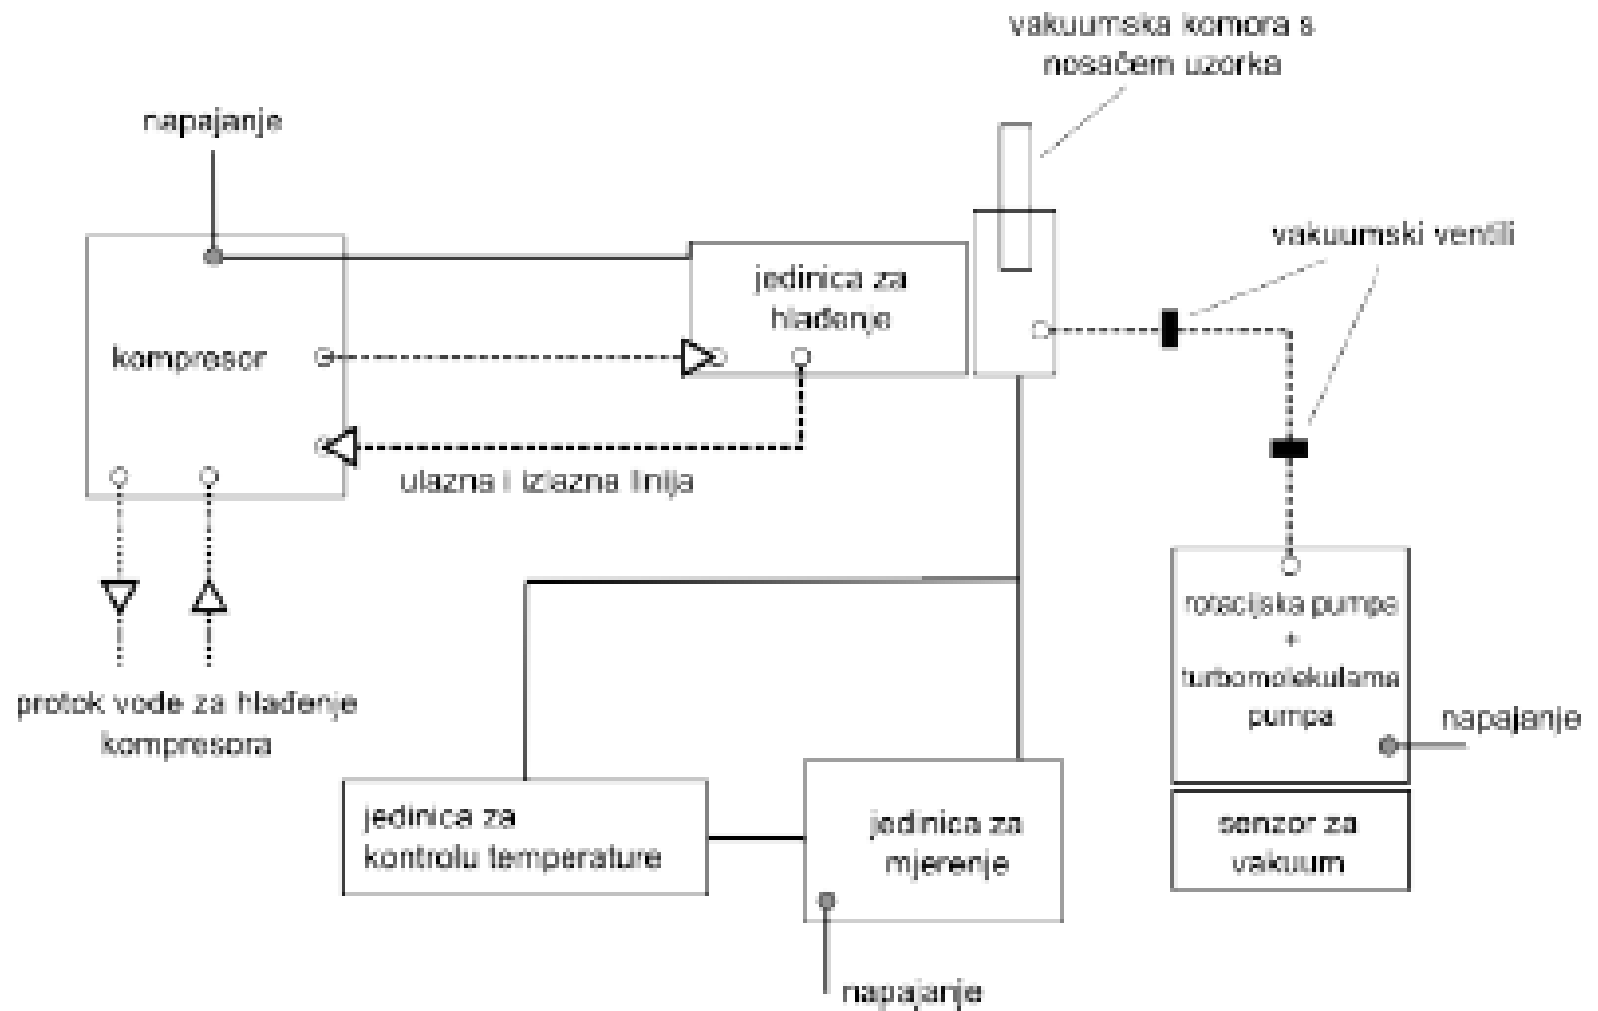 vakuumska komora s
nosačem uzorka
napajanje
vakuumski ventili
jedinica za
hlađenje
kompresor
ulazna i izlazna linija
rotacijska pumpa
+
turbomolekularna
pumpa
protok vode za hlađenje
kompresora
napajanje
jedinica za
kontrolu temperature
jedinica za
mjerenje
senzor za
vakuum
napajanje